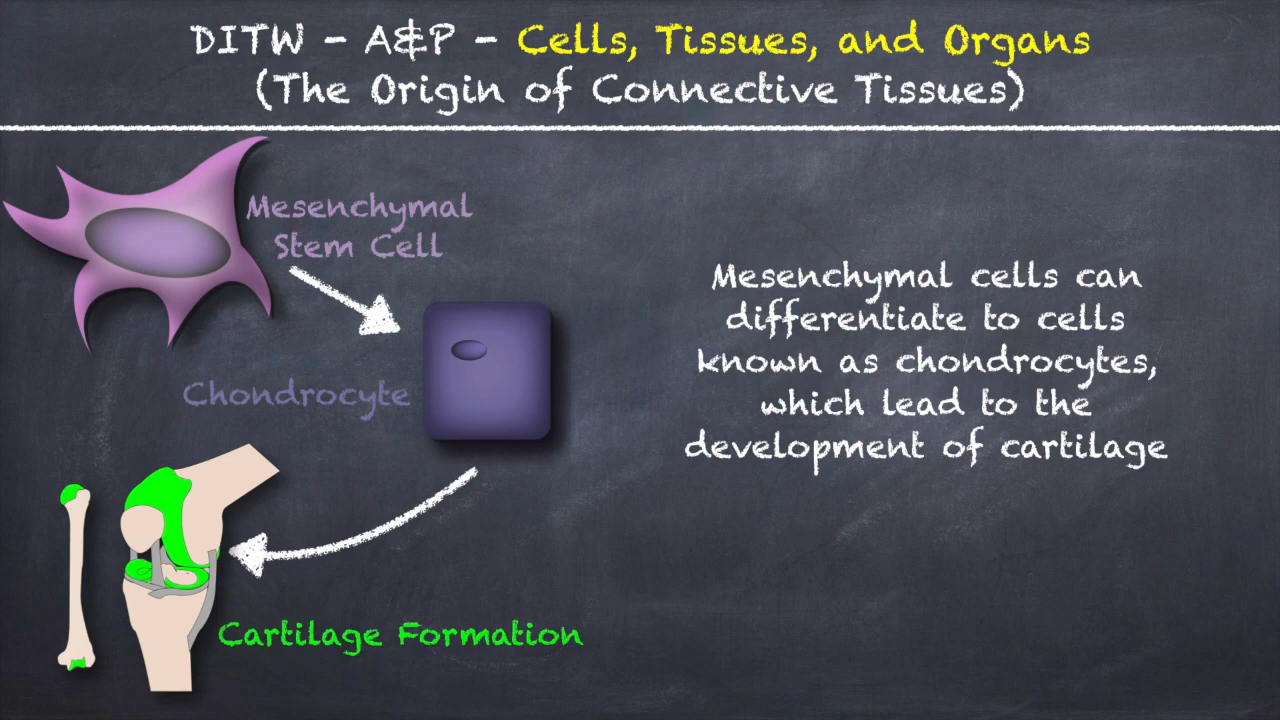 DITW - A&P - Cells, Tissues, and Organs
(The Origin of Connective Tissues)
Mesenchymal
Stem Cell
Chondrocyte
Cartilage Formation
Mesenchymal cells can
differentiate to cells
known as chondrocytes,
which lead to the
development of cartilage